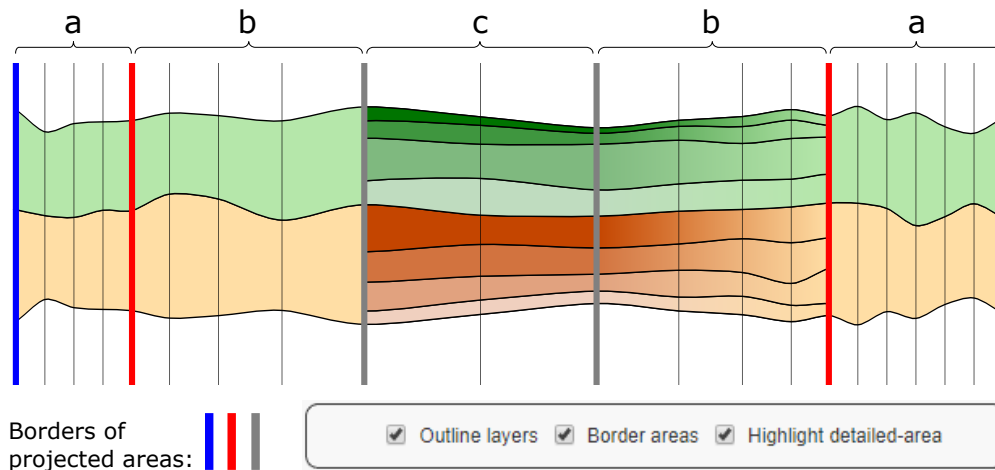 a b c b a
Borders of
projected areas:
Outline layers Border areas Highlight detailed-area